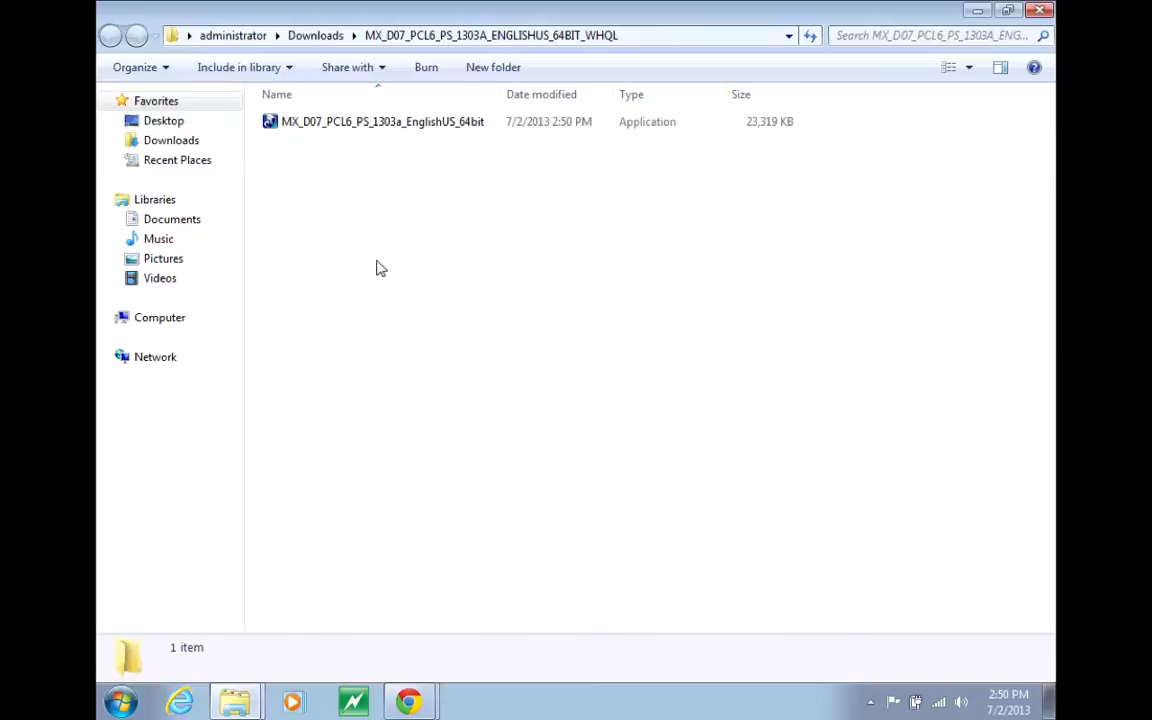 administrator Downloads MX_D07_PCL6_PS_1303A_ENGLISHUS_64BIT_WHQL Search MX_D07_PCL6_PS_1303A_ENG...
Organize Include in library Share with Burn New folder
Favorites
Desktop
Downloads
Recent Places
Libraries
Documents
Music
Pictures
Videos
Computer
Network
Name Date modified Type Size
MX_D07_PCL6_PS_1303a_EnglishUS_64bit 7/2/2013 2:50 PM Application 23,319 KB
1 item
2:50 PM
7/2/2013